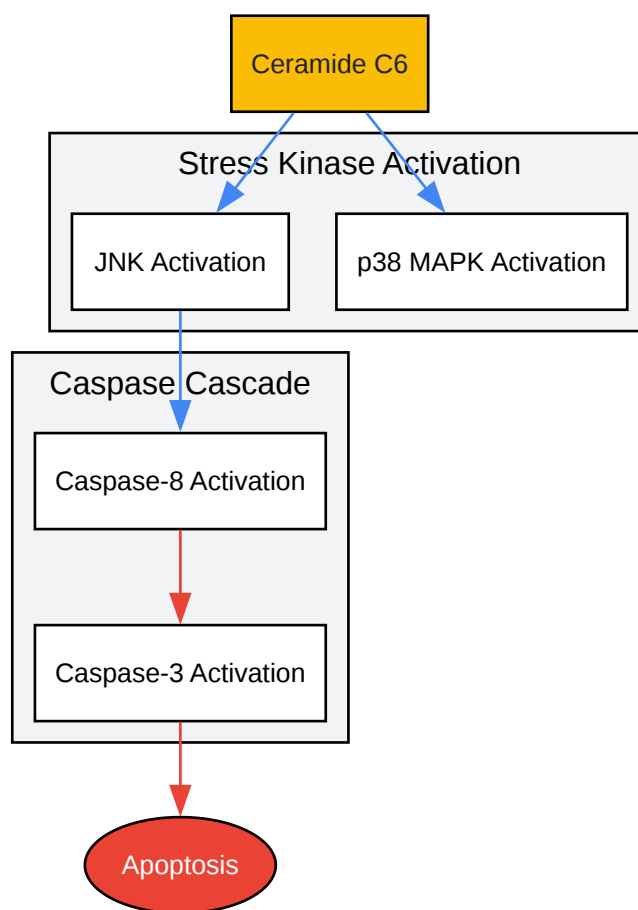 Ceramide C6
Stress Kinase Activation
JNK Activation
p38 MAPK Activation
Caspase Cascade
Caspase-8 Activation
Caspase-3 Activation
Apoptosis